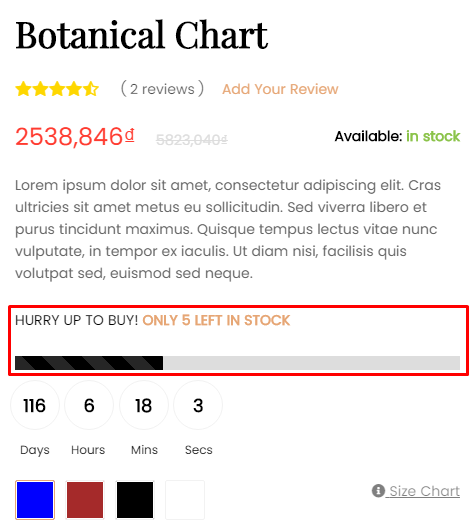 Botanical Chart
( 2 reviews ) Add Your Review
2538,846₫ 5823,040₫ Available: in stock
Lorem ipsum dolor sit amet, consectetur adipiscing elit. Cras
ultricies sit amet metus eu sollicitudin. Sed viverra libero et
purus tincidunt maximus. Quisque tempus lectus vitae nunc
vulputate, in tempor ex iaculis. Ut diam nisi, facilisis quis
volutpat sed, euismod sed neque.
HURRY UP TO BUY! ONLY 5 LEFT IN STOCK
116 6 18 3
Days Hours Mins Secs
Size Chart